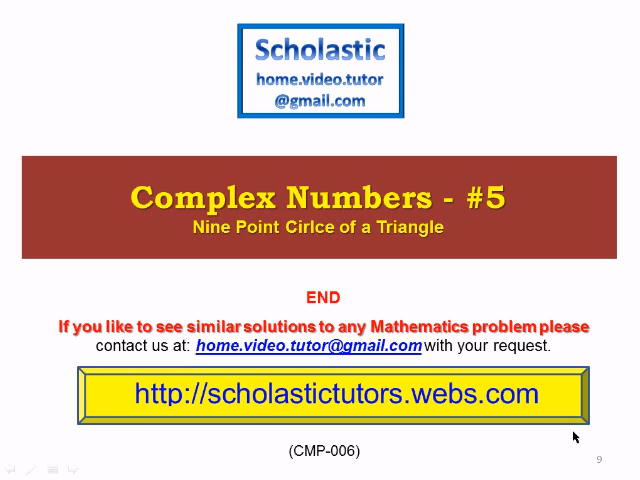 Scholastic
home.video.tutor
@gmail.com
Complex Numbers - #5
Nine Point Cirlce of a Triangle
END
If you like to see similar solutions to any Mathematics problem please
contact us at: home.video.tutor@gmail.com with your request.
http://scholastictutors.webs.com
(CMP-006)
9